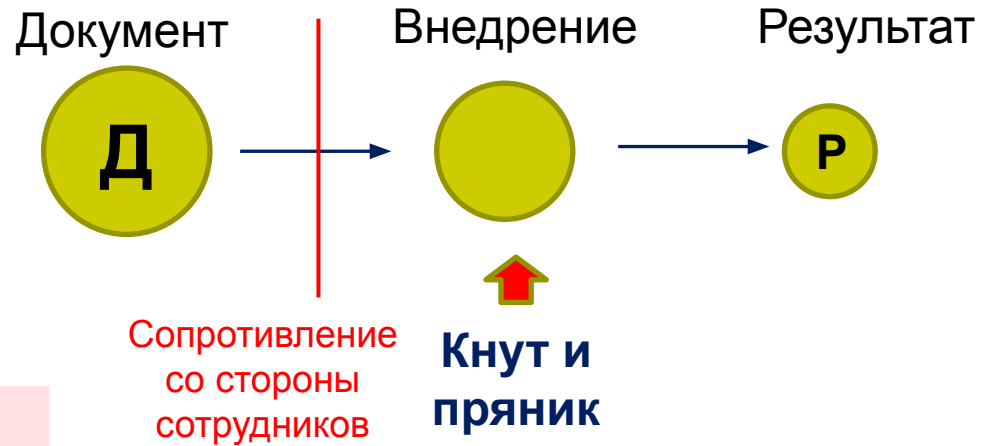 Документ
Внедрение
Результат
Д
Р
Сопротивление
со стороны
сотрудников
Кнут и
пряник